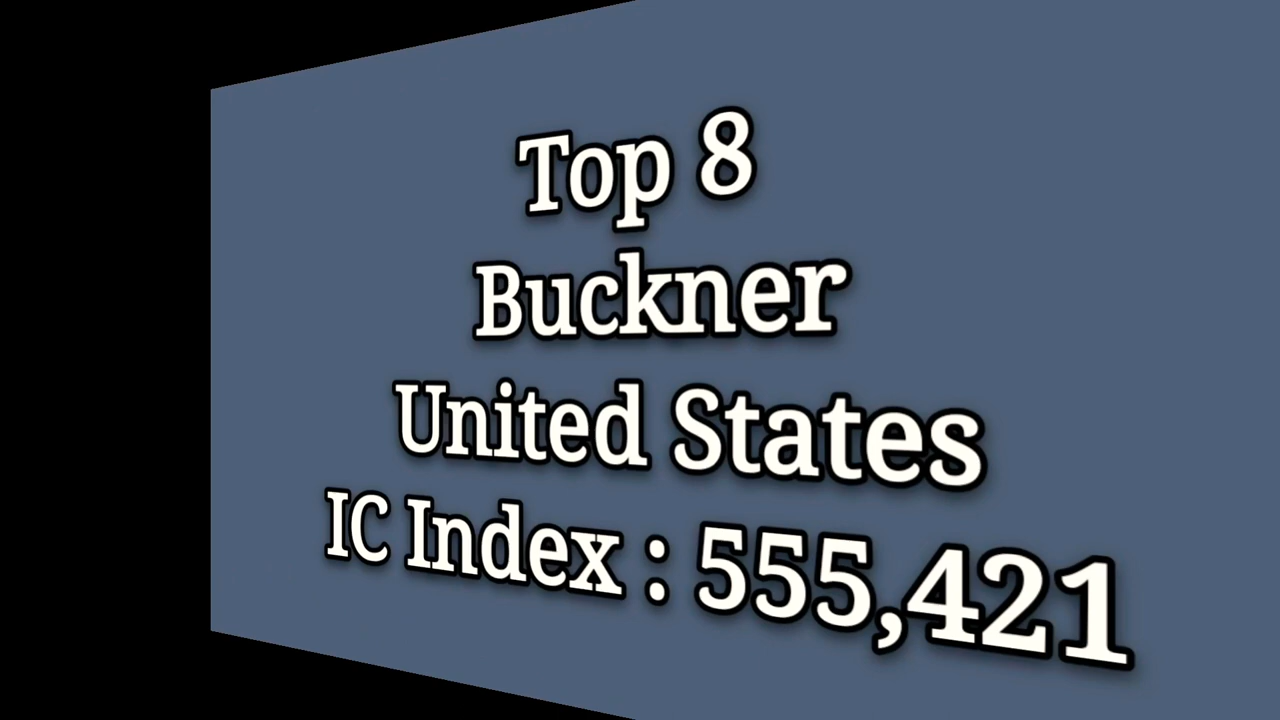 Top 8
Buckner
United States
IC Index : 555,421